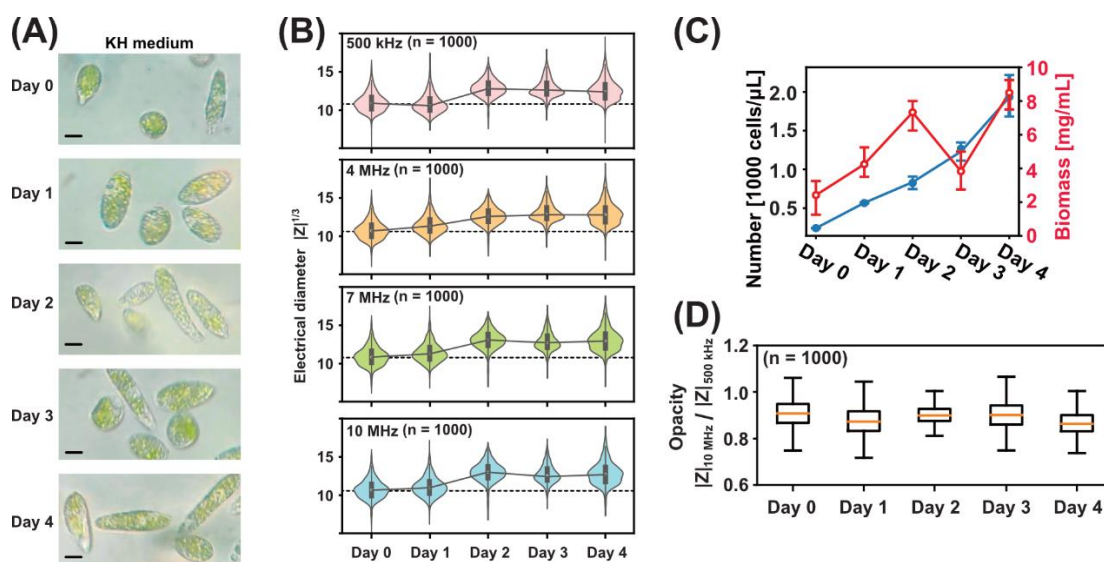 (A)
KH medium
Day 0
Day 1
Day 2
Day 3
Day 4
(B)
Electrical diameter |Z|^1/3
500 kHz (n = 1000)
15
10
4 MHz (n = 1000)
15
10
7 MHz (n = 1000)
15
10
10 MHz (n = 1000)
15
10
Day 0 Day 1 Day 2 Day 3 Day 4
(C)
Number [1000 cells/µL]
2.0
1.5
1.0
0.5
10
8
6
4
2
0
Biomass [mg/mL]
Day 0 Day 1 Day 2 Day 3 Day 4
(D)
Opacity
|Z|10 MHz / |Z|500 kHz
(n = 1000)
1.2
1.0
0.8
0.6
Day 0 Day 1 Day 2 Day 3 Day 4